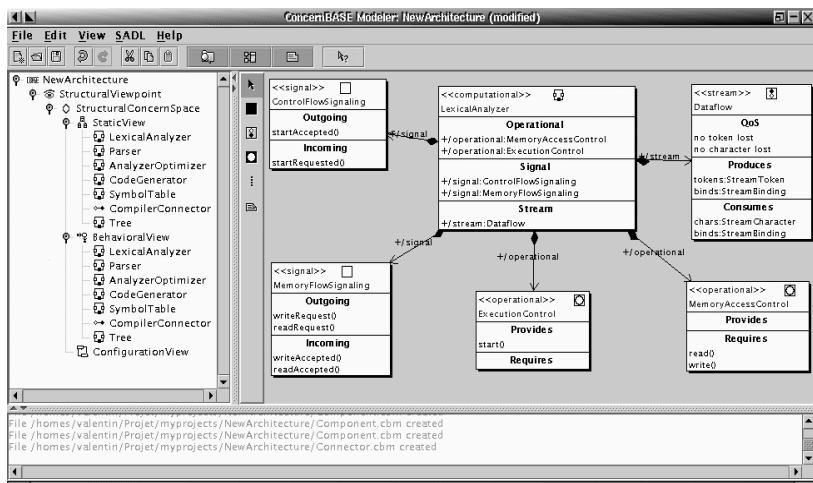 ConcernBASE Modeler: NewArchitecture (modified)
File Edit View SADL Help
NewArchitecture
StructuralViewpoint
StructuralConcernSpace
StaticView
LexicalAnalyzer
Parser
AnalyzerOptimizer
CodeGenerator
SymbolTable
CompilerConnector
Tree
BehavioralView
LexicalAnalyzer
Parser
AnalyzerOptimizer
CodeGenerator
SymbolTable
CompilerConnector
Tree
ConfigurationView
<<signal>>
ControlFlowSignaling
Outgoing
startAccepted()
Incoming
startRequested()
+/signal
<<computational>>
LexicalAnalyzer
Operational
+/operational:MemoryAccessControl
+/operational:ExecutionControl
Signal
+/signal:ControlFlowSignaling
+/signal:MemoryFlowSignaling
Stream
+/stream:Dataflow
+/stream
<<stream>>
Dataflow
QoS
no token lost
no character lost
Produces
tokens:StreamToken
binds:StreamBinding
Consumes
chars:StreamCharacter
binds:StreamBinding
+/signal
+/operational
+/operational
<<signal>>
MemoryFlowSignaling
Outgoing
writeRequest()
readRequest()
Incoming
writeAccepted()
readAccepted()
<<operational>>
ExecutionControl
Provides
start()
Requires
<<operational>>
MemoryAccessControl
Provides
Requires
read()
write()
File /homes/valentin/Projet/myprojects/NewArchitecture/Component.cbm created
File /homes/valentin/Projet/myprojects/NewArchitecture/Component.cbm created
File /homes/valentin/Projet/myprojects/NewArchitecture/Connector.cbm created